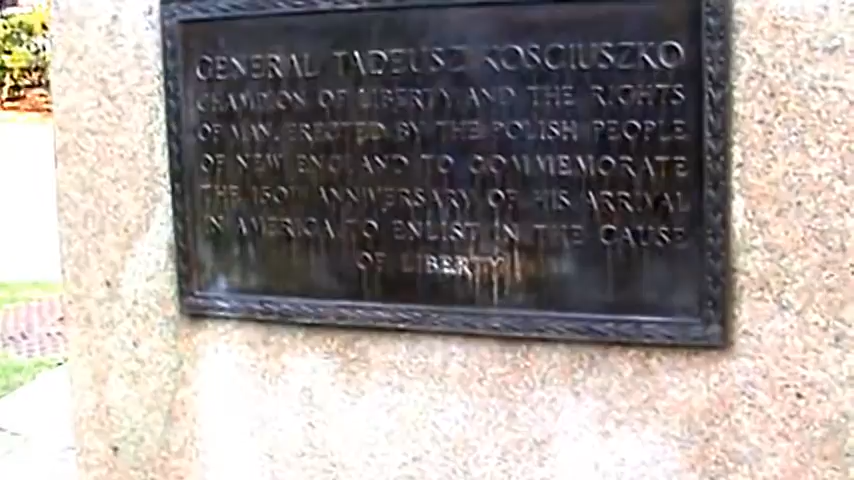 GENERAL TADEUSZ KOSCIUSZKO
CHAMPION OF LIBERTY AND THE RIGHTS
OF MAN. ERECTED BY THE POLISH PEOPLE
OF NEW ENGLAND TO COMMEMORATE
THE 150TH ANNIVERSARY OF HIS ARRIVAL
IN AMERICA TO ENLIST IN THE CAUSE
OF LIBERTY